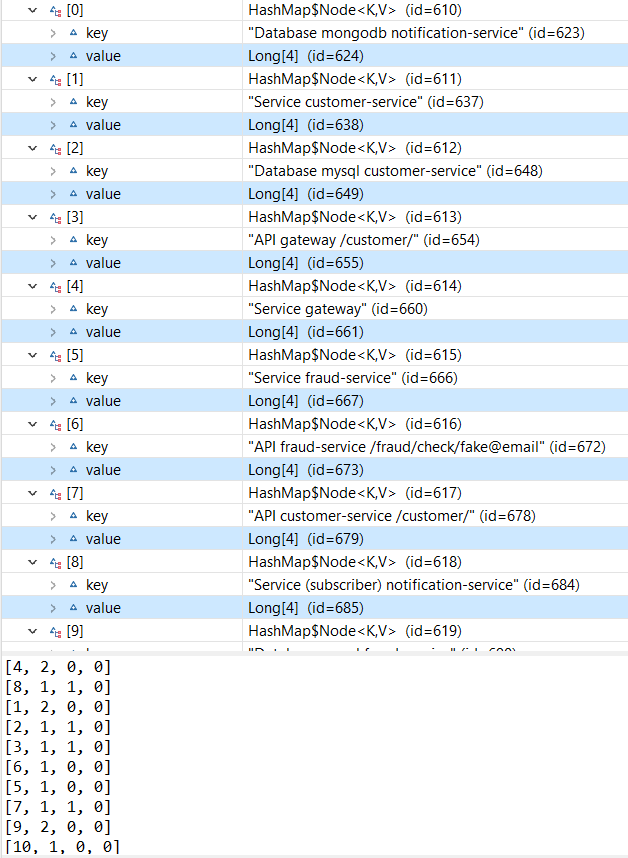 [0] HashMap$Node<K,V> (id=610)
key "Database mongodb notification-service" (id=623)
value Long[4] (id=624)
[1] HashMap$Node<K,V> (id=611)
key "Service customer-service" (id=637)
value Long[4] (id=638)
[2] HashMap$Node<K,V> (id=612)
key "Database mysql customer-service" (id=648)
value Long[4] (id=649)
[3] HashMap$Node<K,V> (id=613)
key "API gateway /customer/" (id=654)
value Long[4] (id=655)
[4] HashMap$Node<K,V> (id=614)
key "Service gateway" (id=660)
value Long[4] (id=661)
[5] HashMap$Node<K,V> (id=615)
key "Service fraud-service" (id=666)
value Long[4] (id=667)
[6] HashMap$Node<K,V> (id=616)
key "API fraud-service /fraud/check/fake@email" (id=672)
value Long[4] (id=673)
[7] HashMap$Node<K,V> (id=617)
key "API customer-service /customer/" (id=678)
value Long[4] (id=679)
[8] HashMap$Node<K,V> (id=618)
key "Service (subscriber) notification-service" (id=684)
value Long[4] (id=685)
[9] HashMap$Node<K,V> (id=619)
[4, 2, 0, 0]
[8, 1, 1, 0]
[1, 2, 0, 0]
[2, 1, 1, 0]
[3, 1, 1, 0]
[6, 1, 0, 0]
[5, 1, 0, 0]
[7, 1, 1, 0]
[9, 2, 0, 0]
[10, 1, 0, 0]